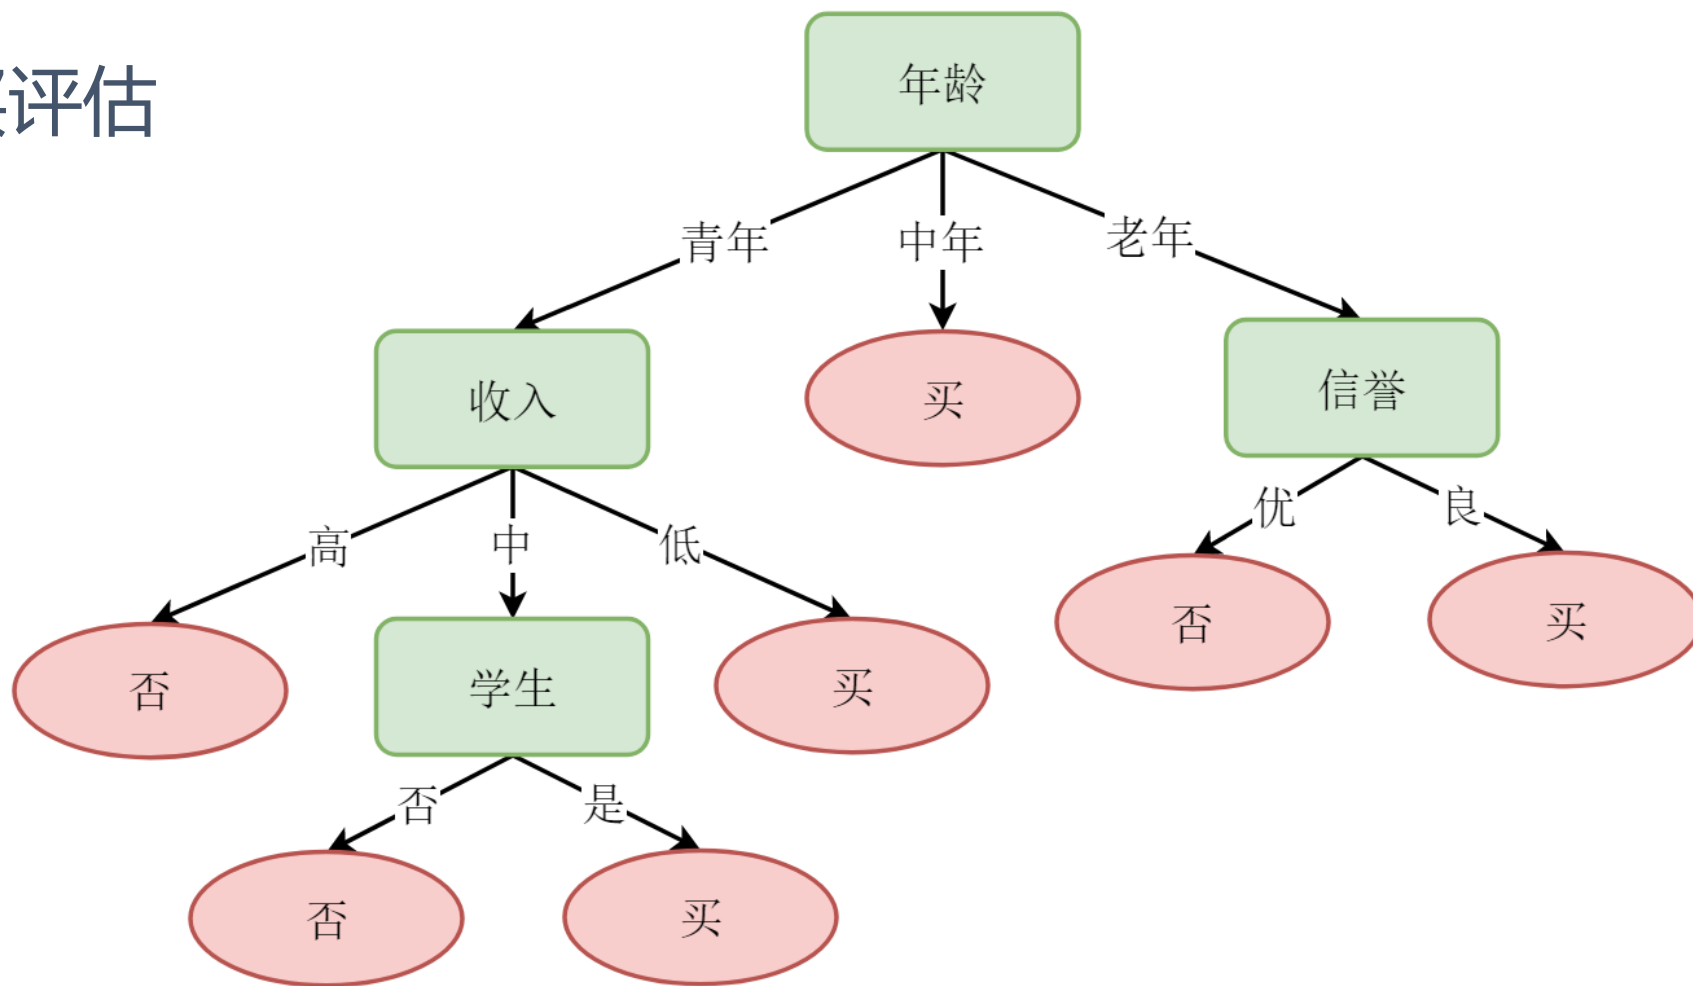 评估
年龄
青年
中年
老年
收入
买
信誉
高
中
低
优
良
否
学生
买
否
买
否
是
否
买